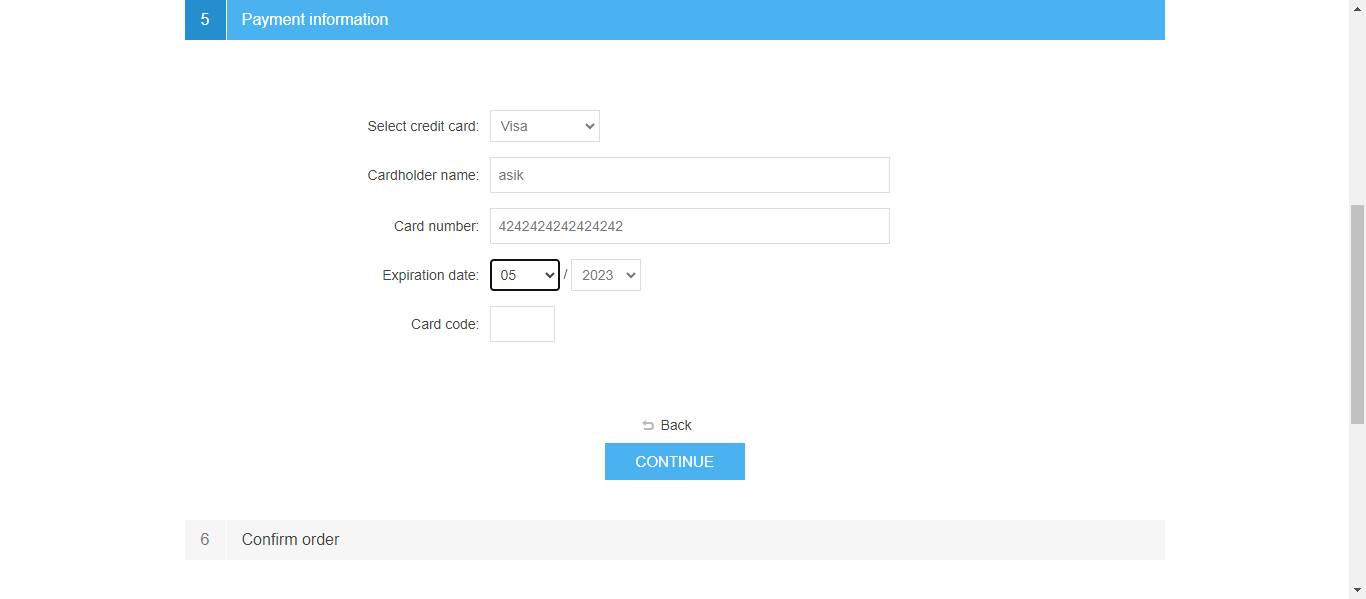 5 Payment information
Select credit card: Visa
Cardholder name: asik
Card number: 4242424242424242
Expiration date: 05 / 2023
Card code:
Back
CONTINUE
6 Confirm order